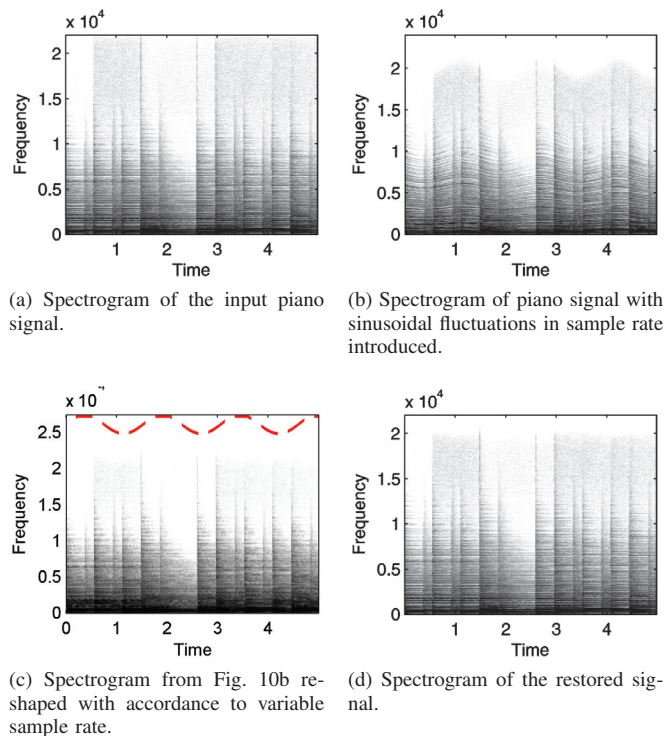 x 10⁴
2
1.5
1
0.5
0
Frequency
1 2 3 4
Time
(a) Spectrogram of the input piano
signal.
x 10⁴
2
1.5
1
0.5
0
Frequency
1 2 3 4
Time
(b) Spectrogram of piano signal with
sinusoidal fluctuations in sample rate
introduced.
x 10
2.5
2
1.5
1
0.5
0
Frequency
0 1 2 3 4
Time
(c) Spectrogram from Fig. 10b re-
shaped with accordance to variable
sample rate.
x 10⁴
2
1.5
1
0.5
0
Frequency
1 2 3 4
Time
(d) Spectrogram of the restored sig-
nal.